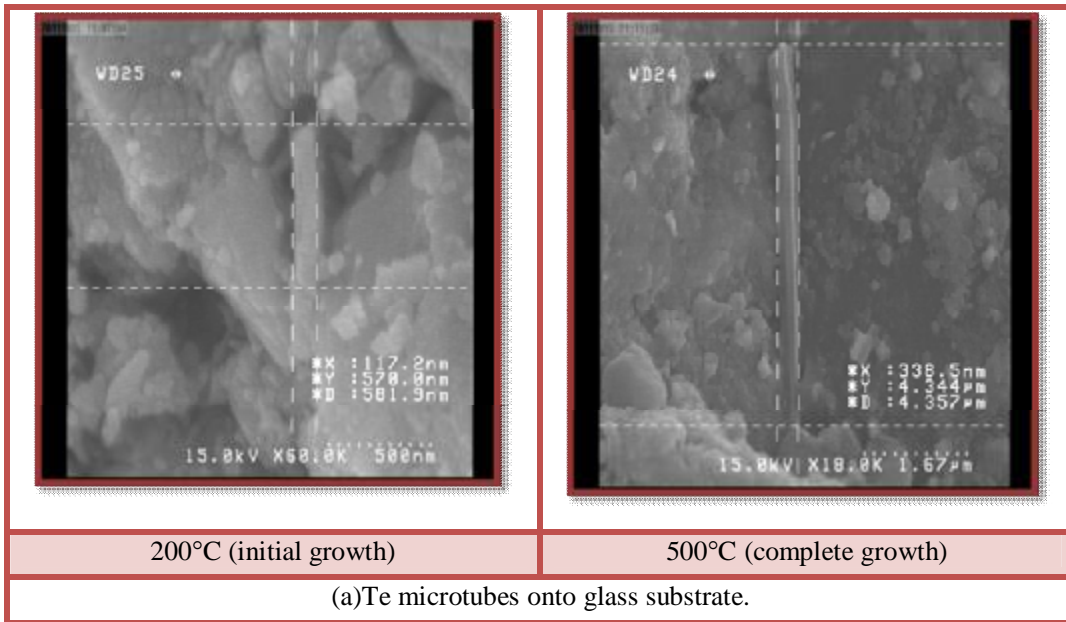 WD25
*X :117.2nm
*Y :570.0nm
*D :581.9nm
15.0kV X60.0K 500nm
WD24
*X :338.5nm
*Y :4.344µm
*D :4.357µm
15.0kV X18.0K 1.67µm
200°C (initial growth)
500°C (complete growth)
(a)Te microtubes onto glass substrate.